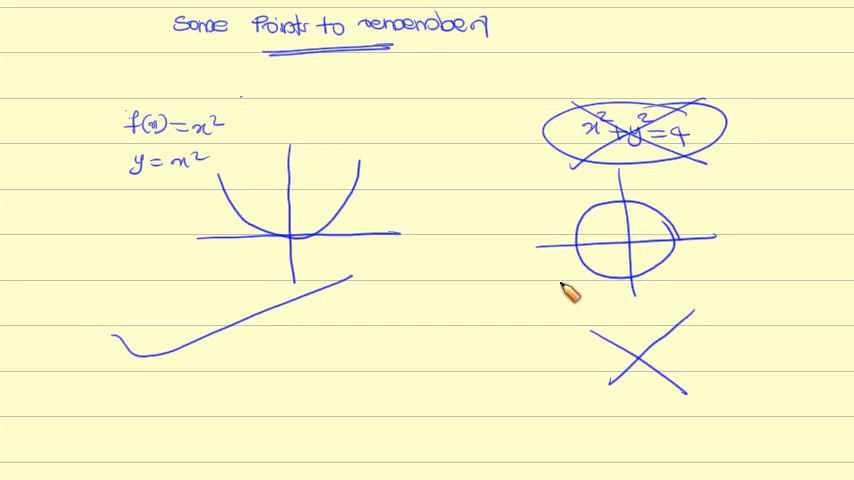 Some Points to remember
f(x) = x²
y = x²
x² + y² = 4